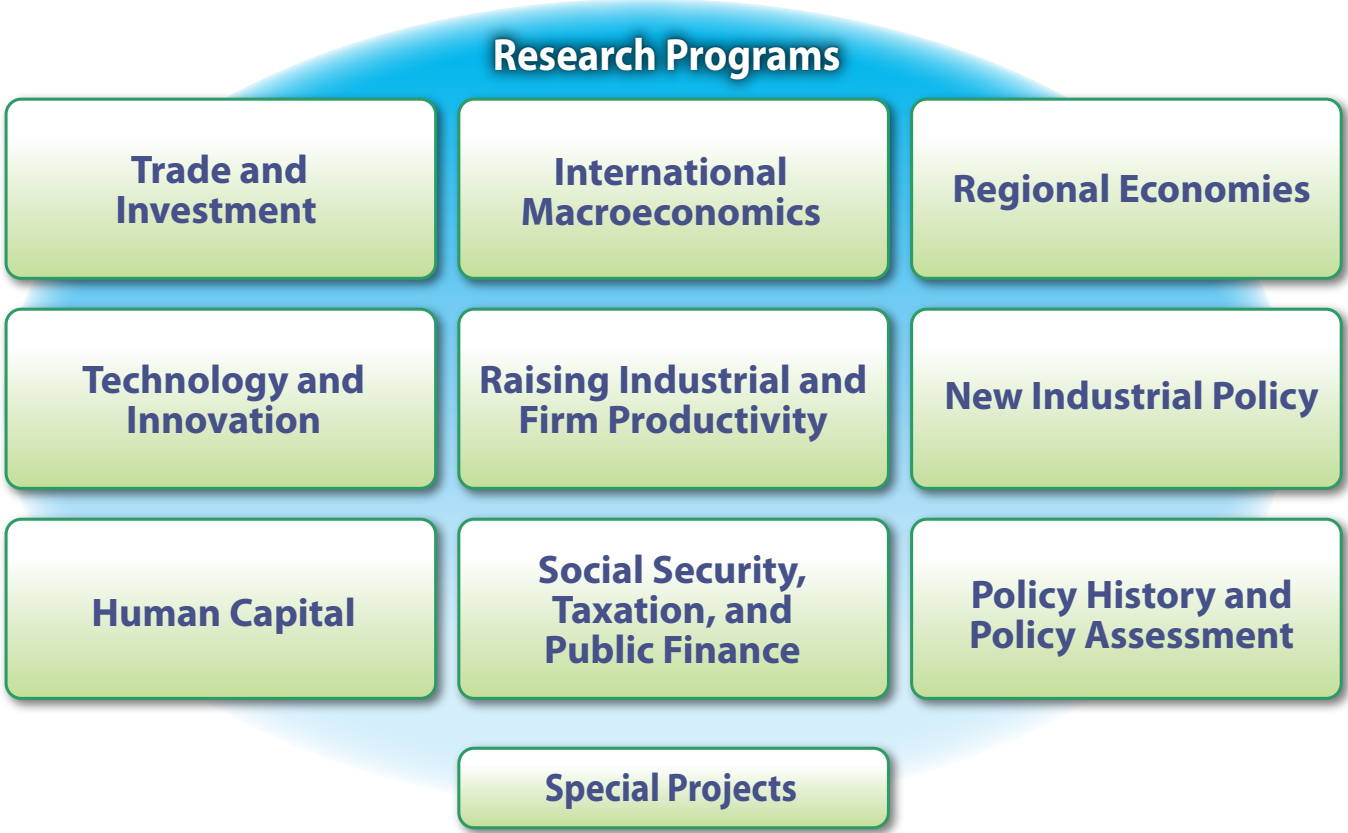 Research Programs
Trade and
Investment
International
Macroeconomics
Regional Economies
Technology and
Innovation
Raising Industrial and
Firm Productivity
New Industrial Policy
Human Capital
Social Security,
Taxation, and
Public Finance
Policy History and
Policy Assessment
Special Projects